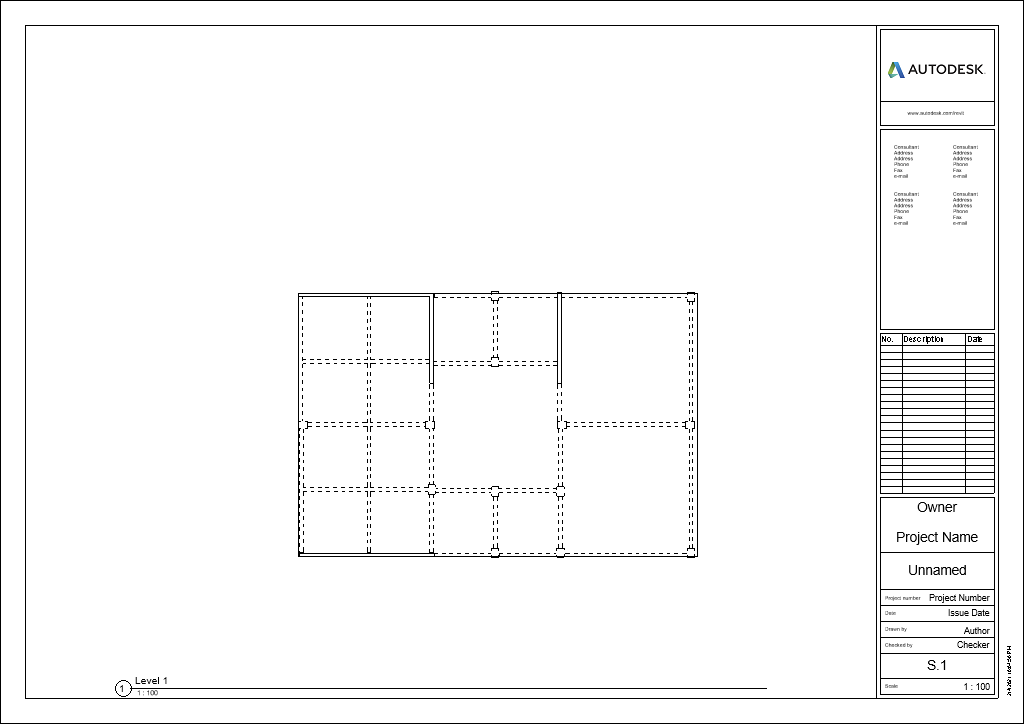 AUTODESK.
www.autodesk.com/revit
Consultant
Address
Address
Phone
Fax
e-mail
Consultant
Address
Address
Phone
Fax
e-mail
Consultant
Address
Address
Phone
Fax
e-mail
Consultant
Address
Address
Phone
Fax
e-mail
No. Description Date
Owner
Project Name
Unnamed
Project number Project Number
Date Issue Date
Drawn by Author
Checked by Checker
S.1
Scale 1 : 100
1 Level 1
1 : 100